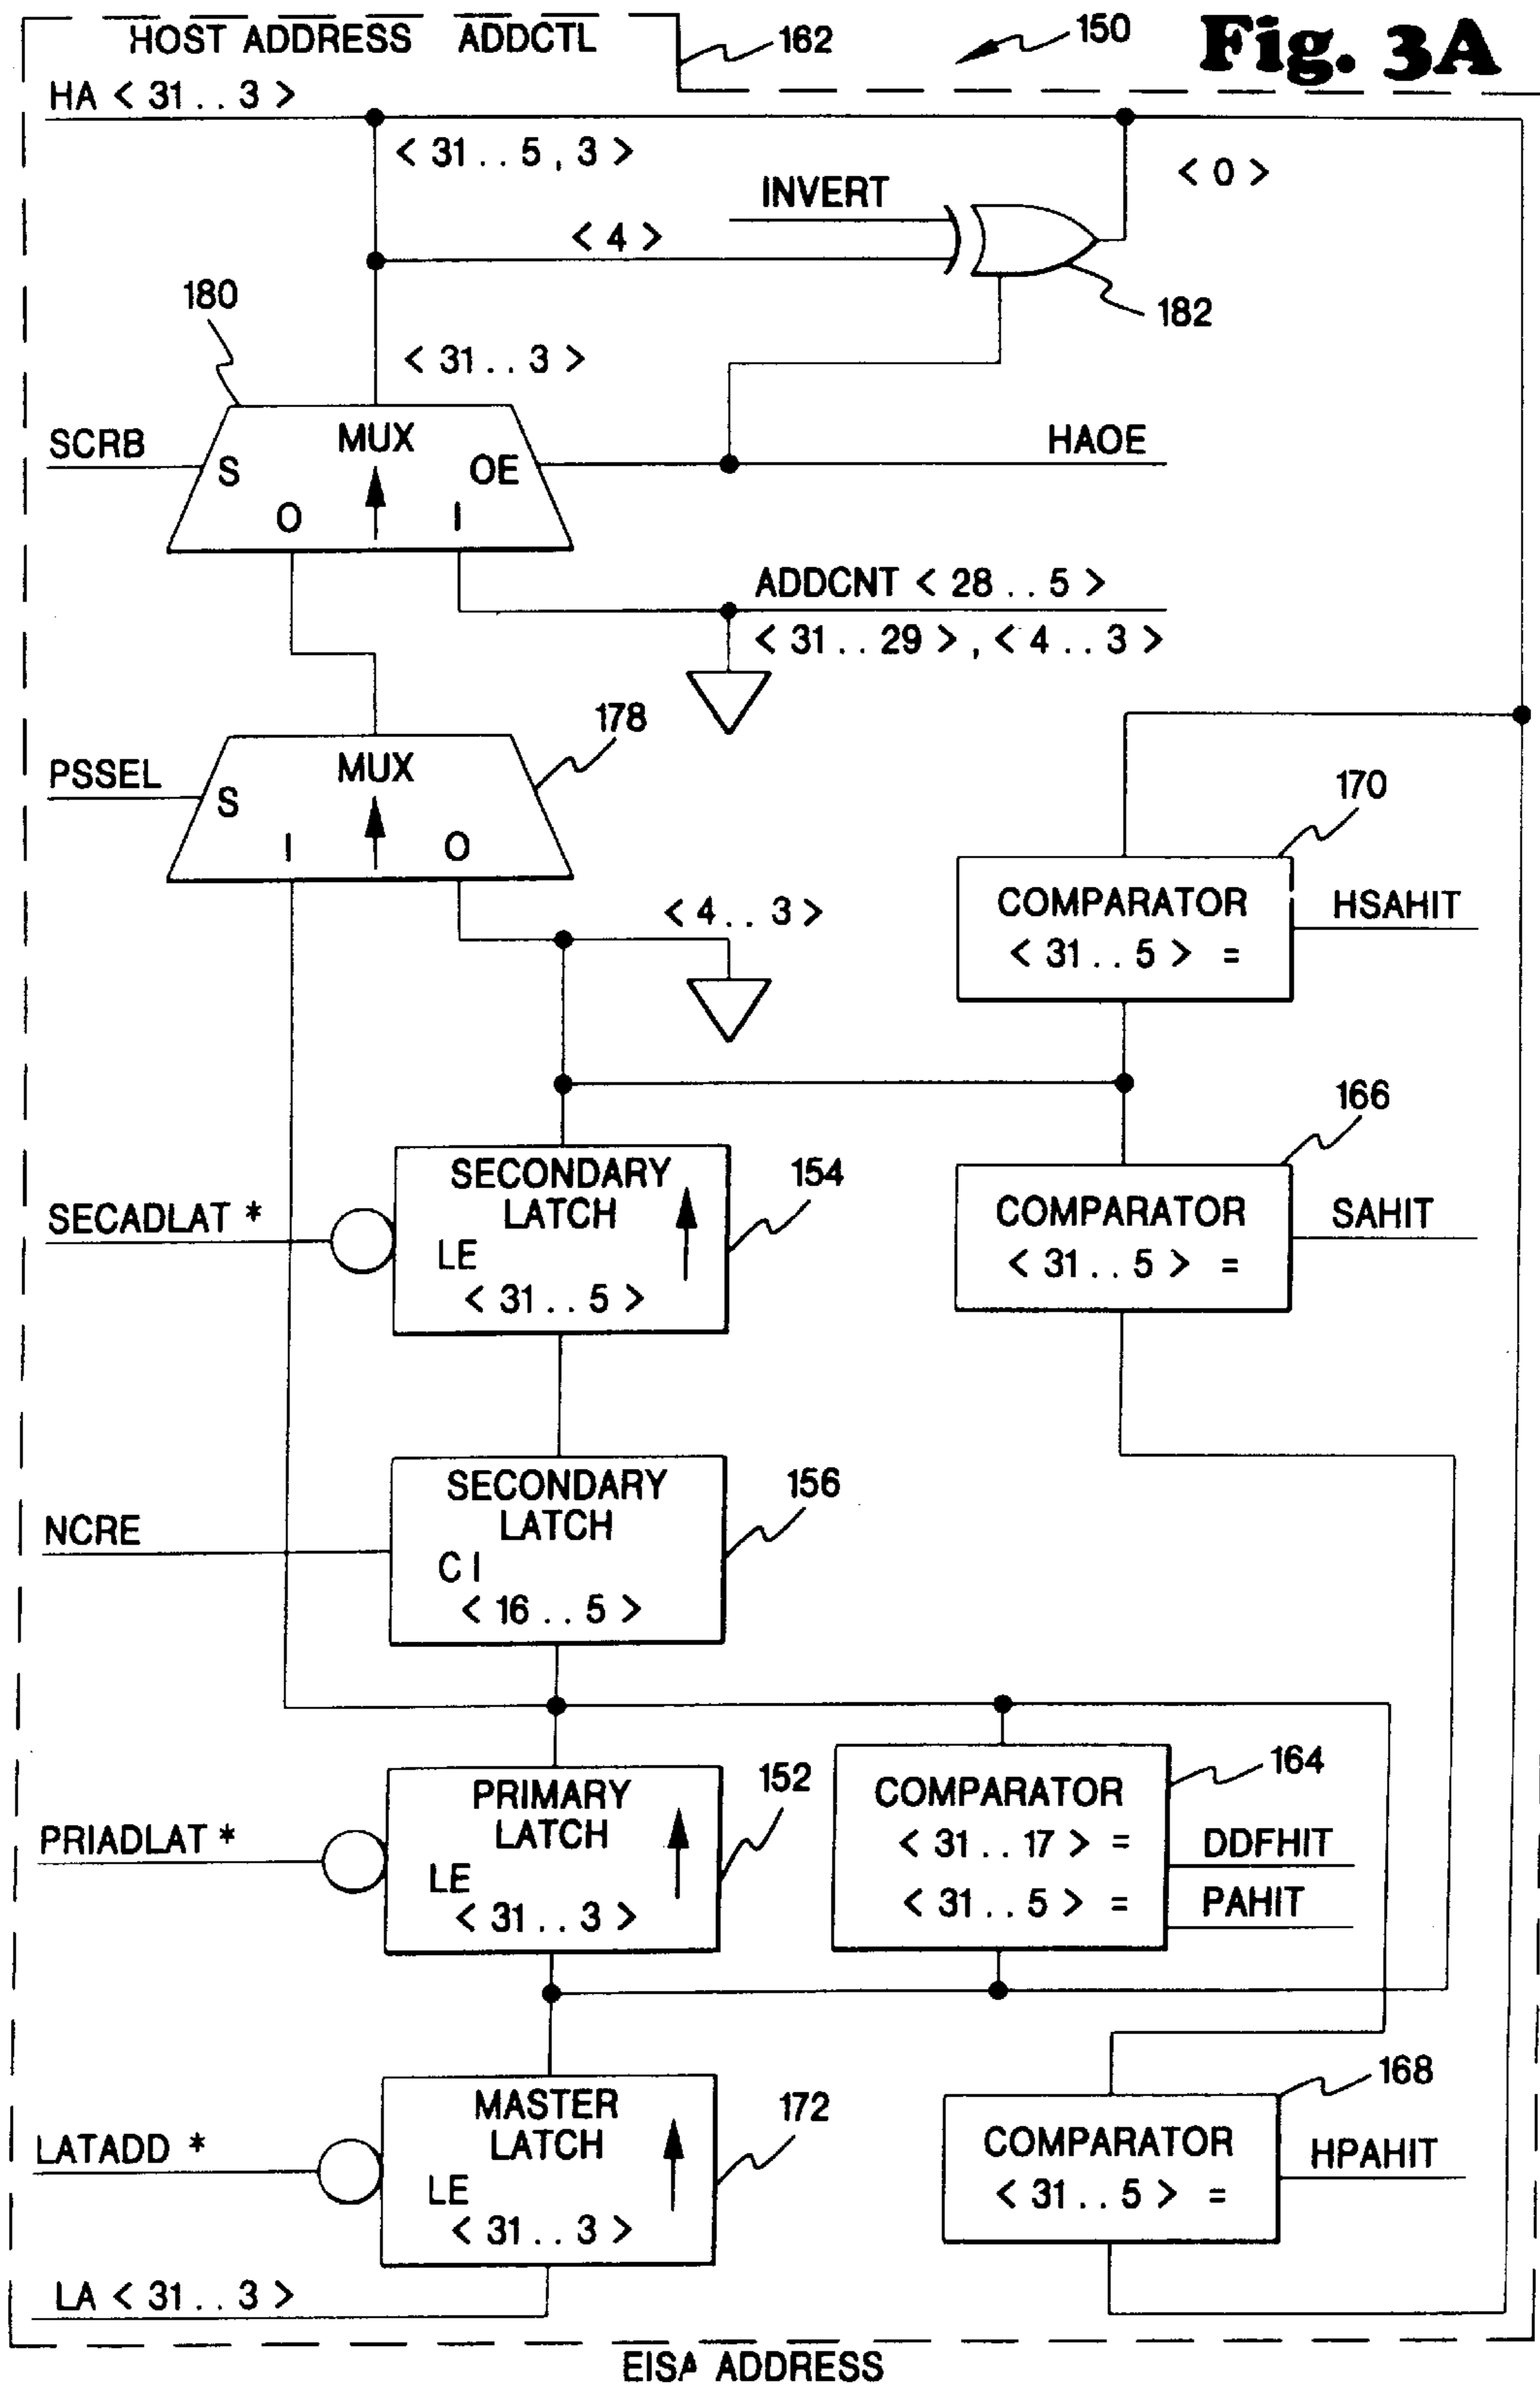 HOST ADDRESS ADDCTL
162
150
Fig. 3A
HA < 31 . . 3 >
< 31 . . 5 , 3 >
< 0 >
INVERT
< 4 >
182
180
< 31 . . 3 >
SCRB
MUX
S
OE
HAOE
O
I
ADDCNT < 28 . . 5 >
< 31 . . 29 > , < 4 . . 3 >
178
PSSEL
MUX
S
I
O
170
< 4 . . 3 >
COMPARATOR
< 31 . . 5 > =
HSAHIT
166
SECONDARY
LATCH
154
SECADLAT *
LE
< 31 . . 5 >
COMPARATOR
< 31 . . 5 > =
SAHIT
SECONDARY
LATCH
156
NCRE
C I
< 16 . . 5 >
PRIMARY
LATCH
152
PRIADLAT *
LE
< 31 . . 3 >
164
COMPARATOR
< 31 . . 17 > =
DDFHIT
< 31 . . 5 > =
PAHIT
MASTER
LATCH
172
LATADD *
LE
< 31 . . 3 >
168
COMPARATOR
< 31 . . 5 > =
HPAHIT
LA < 31 . . 3 >
EISA ADDRESS